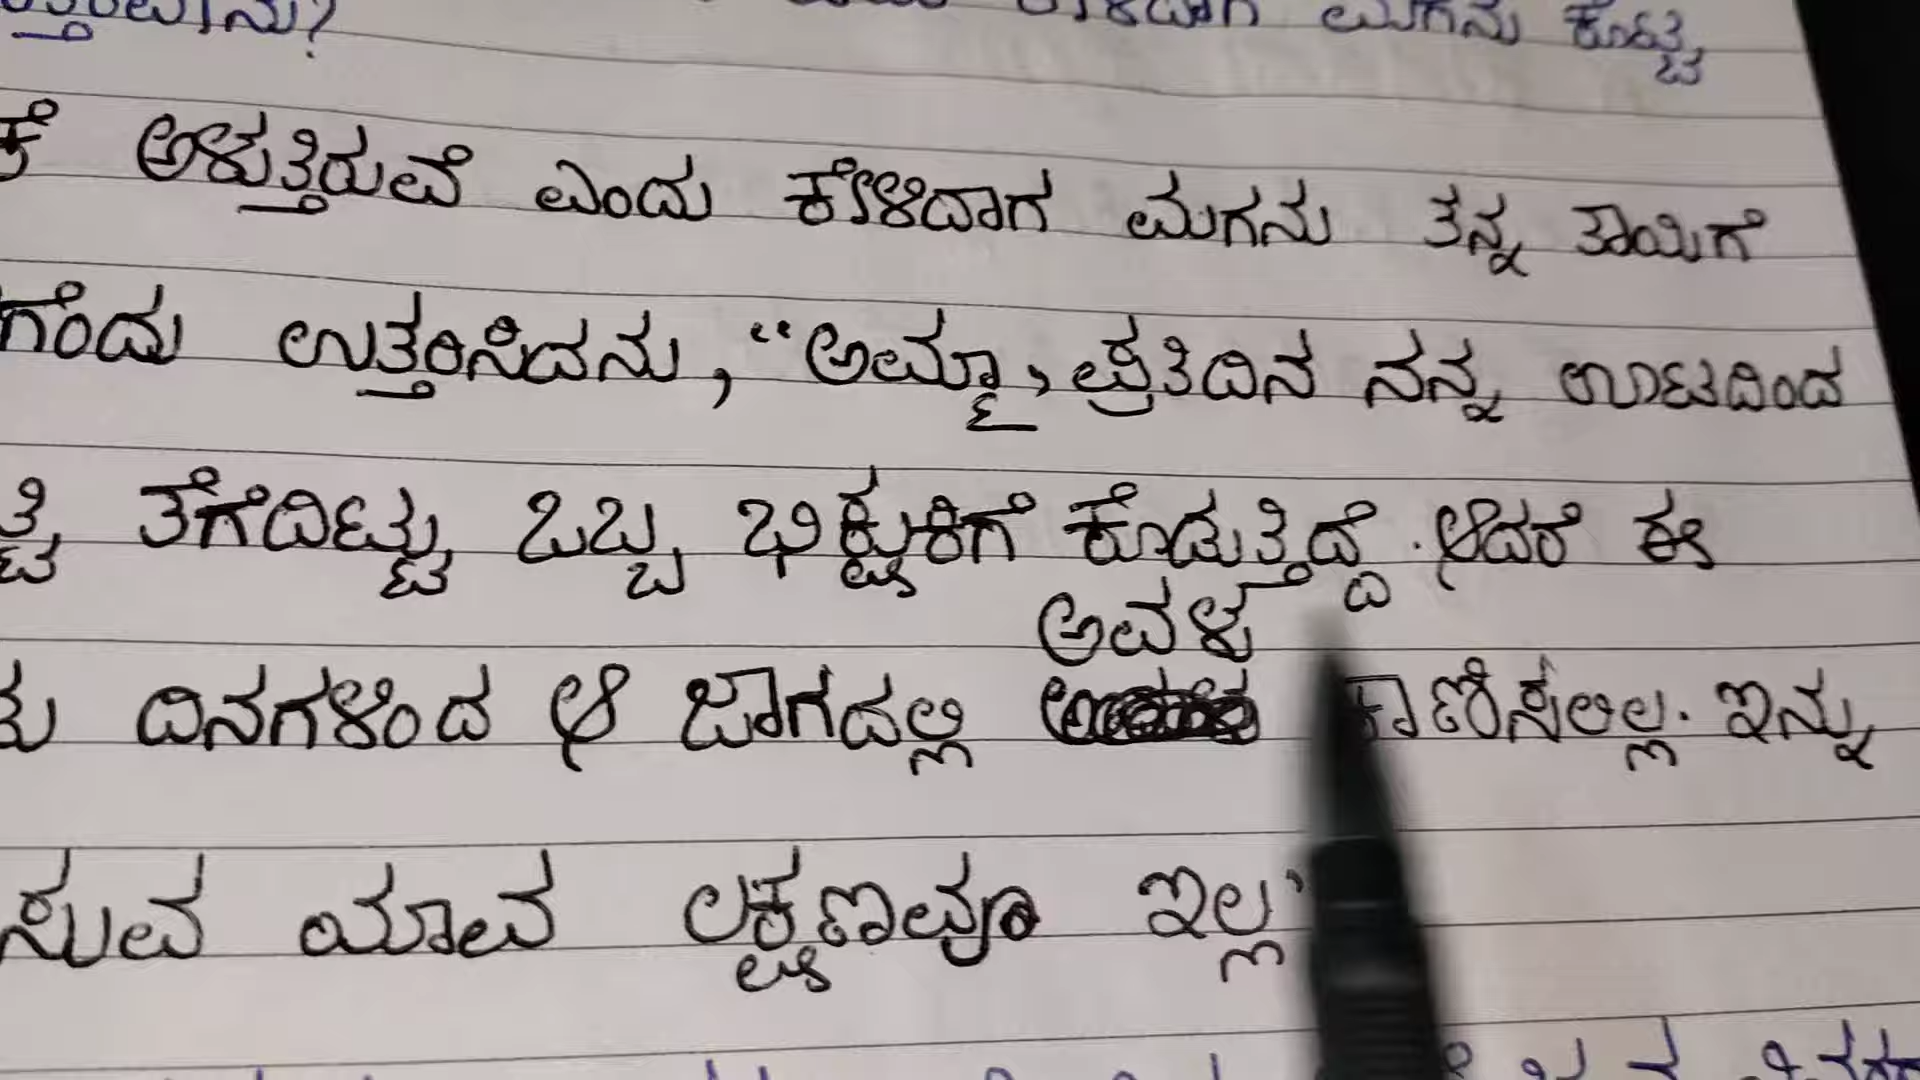 ಮಗನು ಕೊಟ್ಟ
ಅಳುತ್ತಿರುವೆ ಎಂದು ಕೇಳಿದಾಗ ಮಗನು ತನ್ನ ತಾಯಿಗೆ
ಗೆಂದು ಉತ್ತರಿಸಿದನು, “ಅಮ್ಮಾ, ಪ್ರತಿದಿನ ನನ್ನ ಊಟದಿಂದ
ತೆಗೆದಿಟ್ಟು ಒಬ್ಬ ಭಿಕ್ಷುಕಿಗೆ ಕೊಡುತ್ತಿದ್ದೆ. ಆದರೆ ಈ
ಅವಳು
ದಿನಗಳಿಂದ ಆ ಜಾಗದಲ್ಲಿ ಕಾಣಿಸಲಿಲ್ಲ. ಇನ್ನು
ಸುವ ಯಾವ ಲಕ್ಷಣವೂ ಇಲ್ಲ